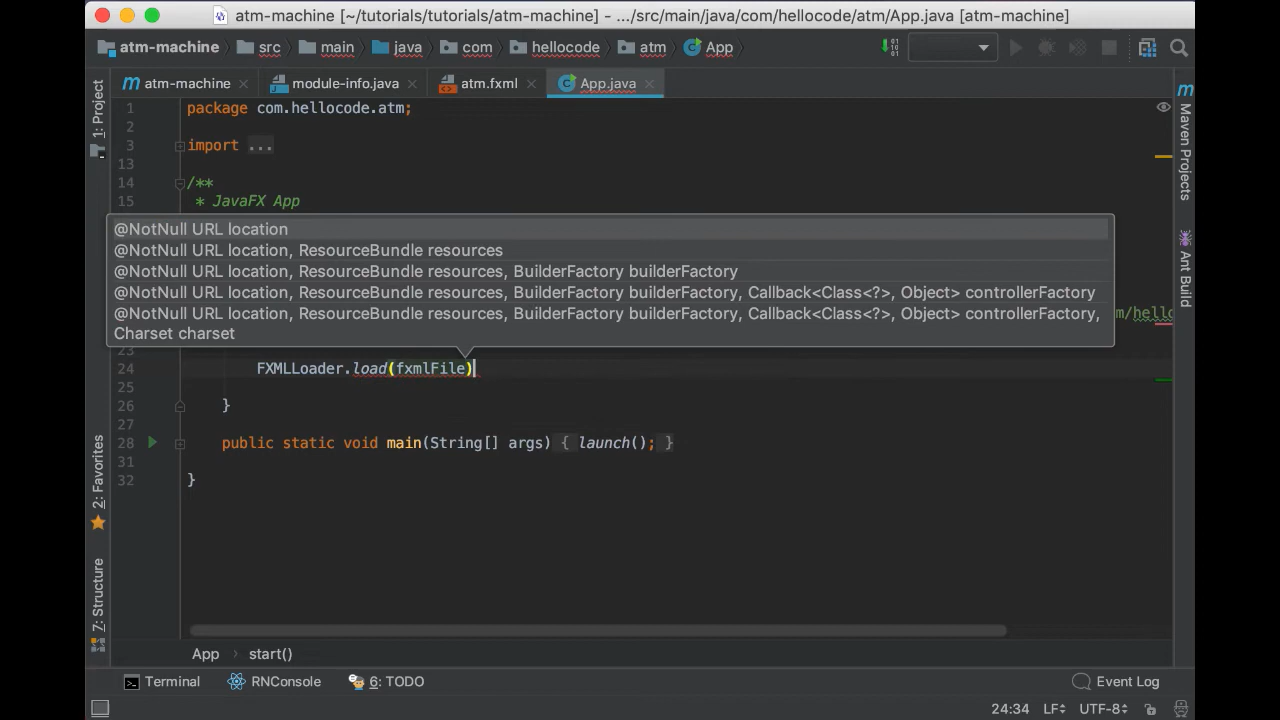 atm-machine [~/tutorials/tutorials/atm-machine] - .../src/main/java/com/hellocode/atm/App.java [atm-machine]
atm-machine src main java com hellocode atm App
atm-machine module-info.java atm.fxml App.java
1: Project
Maven Projects
Ant Build
2: Favorites
7: Structure
1 package com.hellocode.atm;
2
3 import ...
13
14 /**
15 * JavaFX App
@NotNull URL location
@NotNull URL location, ResourceBundle resources
@NotNull URL location, ResourceBundle resources, BuilderFactory builderFactory
@NotNull URL location, ResourceBundle resources, BuilderFactory builderFactory, Callback<Class<?>, Object> controllerFactory
@NotNull URL location, ResourceBundle resources, BuilderFactory builderFactory, Callback<Class<?>, Object> controllerFactory,
Charset charset
m/hello
23
24 FXMLLoader.load(fxmlFile)
25
26 }
27
28 public static void main(String[] args) { launch(); }
31
32 }
App start()
Terminal RNConsole 6: TODO Event Log
24:34 LF UTF-8